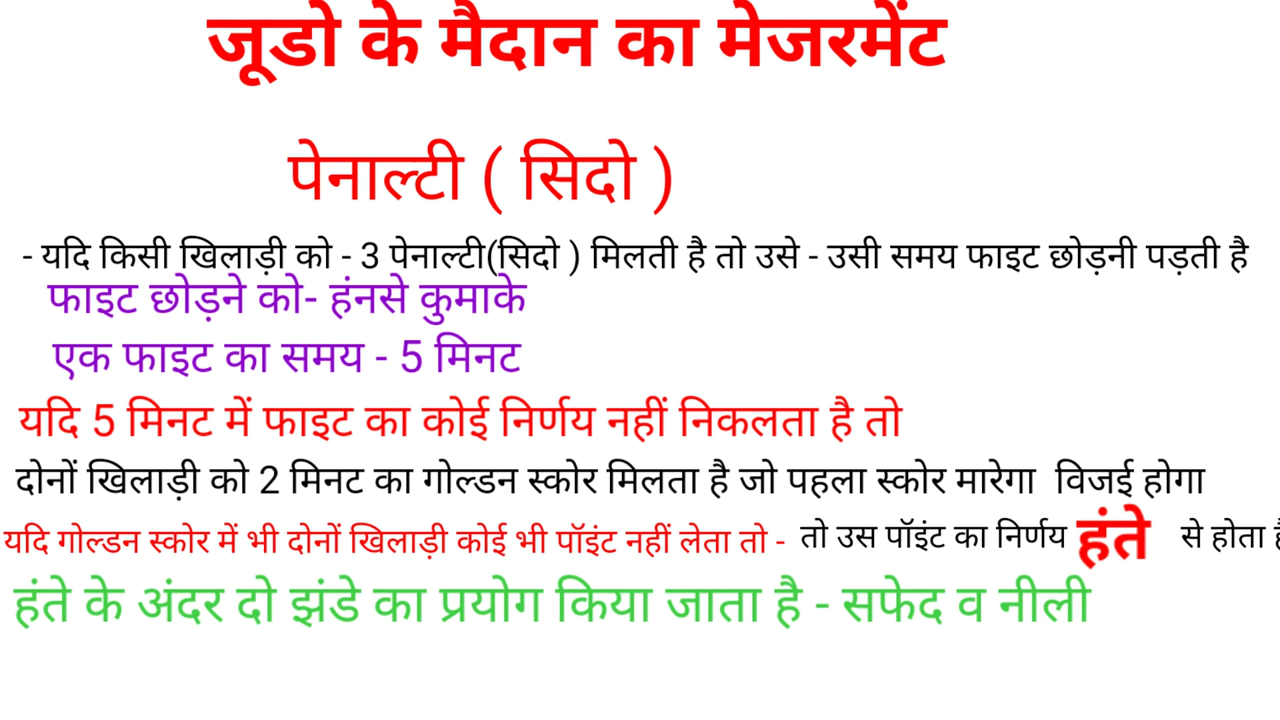 जूडो के मैदान का मेजरमेंट
पेनाल्टी ( सिदो )
- यदि किसी खिलाड़ी को - 3 पेनाल्टी(सिदो ) मिलती है तो उसे - उसी समय फाइट छोड़नी पड़ती है
फाइट छोड़ने को- हंनसे कुमाके
एक फाइट का समय - 5 मिनट
यदि 5 मिनट में फाइट का कोई निर्णय नहीं निकलता है तो
दोनों खिलाड़ी को 2 मिनट का गोल्डन स्कोर मिलता है जो पहला स्कोर मारेगा विजई होगा
यदि गोल्डन स्कोर में भी दोनों खिलाड़ी कोई भी पॉइंट नहीं लेता तो - तो उस पॉइंट का निर्णय हंते से होता है
हंते के अंदर दो झंडे का प्रयोग किया जाता है - सफेद व नीली